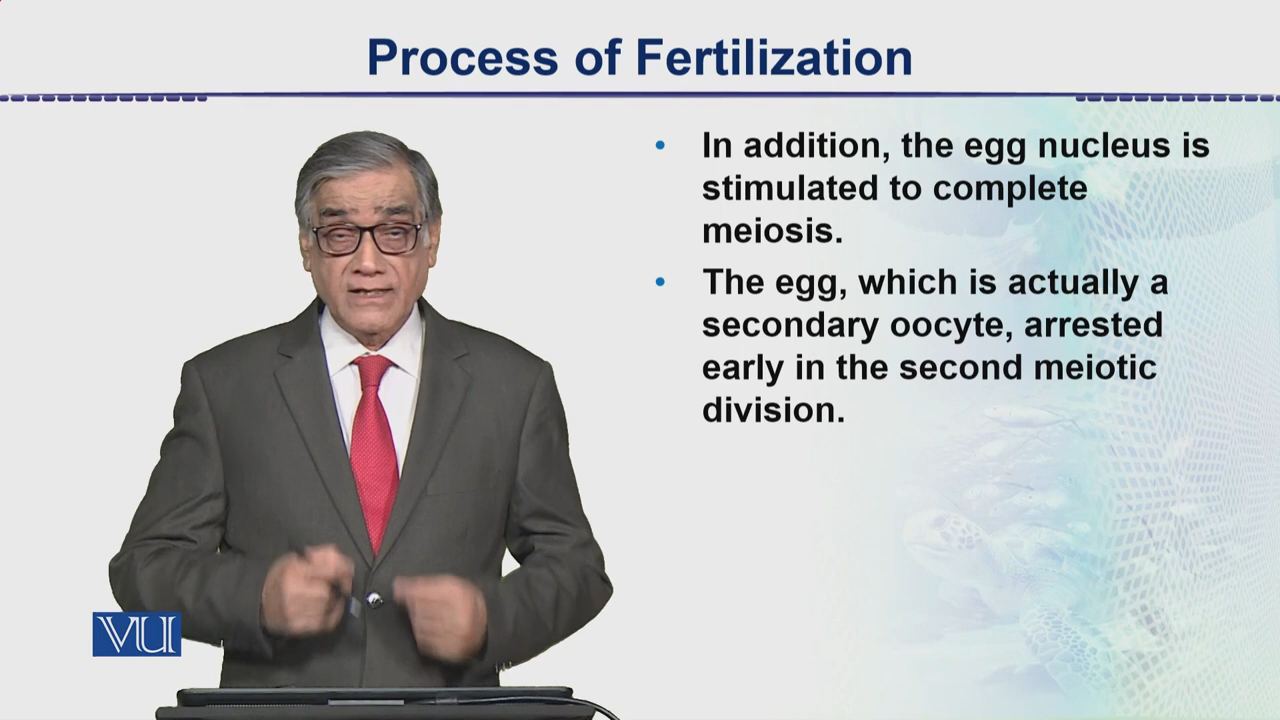 Process of Fertilization
• In addition, the egg nucleus is
stimulated to complete
meiosis.
• The egg, which is actually a
secondary oocyte, arrested
early in the second meiotic
division.
VU